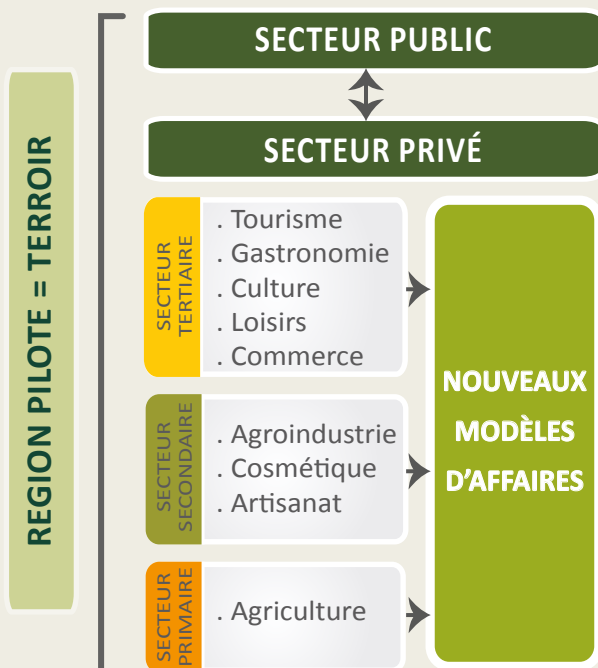 REGION PILOTE = TERROIR
SECTEUR PUBLIC
SECTEUR PRIVÉ
SECTEUR
TERTIAIRE
. Tourisme
. Gastronomie
. Culture
. Loisirs
. Commerce
SECTEUR
SECONDAIRE
. Agroindustrie
. Cosmétique
. Artisanat
SECTEUR
PRIMAIRE
. Agriculture
NOUVEAUX
MODÈLES
D'AFFAIRES